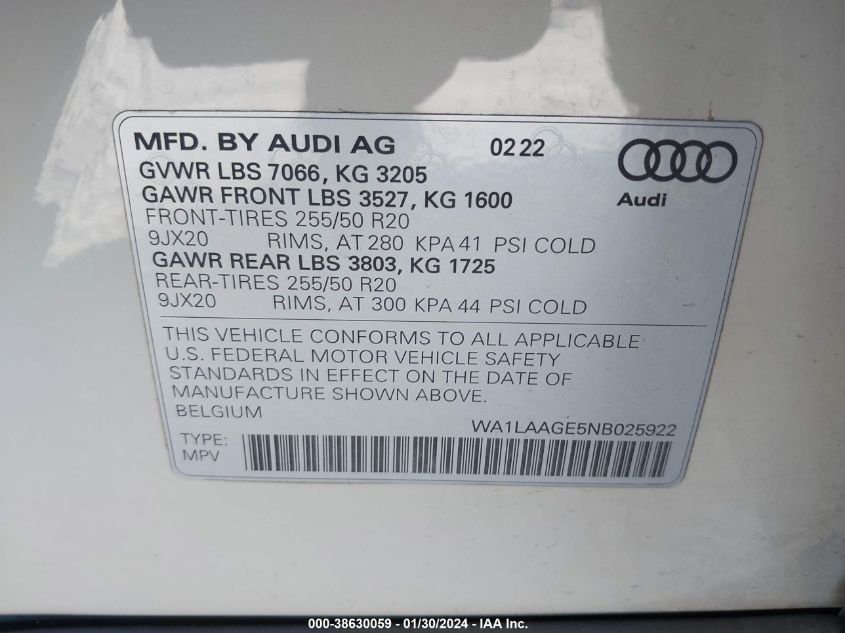 MFD. BY AUDI AG 0222
GVWR LBS 7066, KG 3205
GAWR FRONT LBS 3527, KG 1600
Audi
FRONT-TIRES 255/50 R20
9JX20 RIMS, AT 280 KPA 41 PSI COLD
GAWR REAR LBS 3803, KG 1725
REAR-TIRES 255/50 R20
9JX20 RIMS, AT 300 KPA 44 PSI COLD
THIS VEHICLE CONFORMS TO ALL APPLICABLE
U.S. FEDERAL MOTOR VEHICLE SAFETY
STANDARDS IN EFFECT ON THE DATE OF
MANUFACTURE SHOWN ABOVE.
BELGIUM
WA1LAAGE5NB025922
TYPE:
MPV
000-38630059 - 01/30/2024 - IAA Inc.